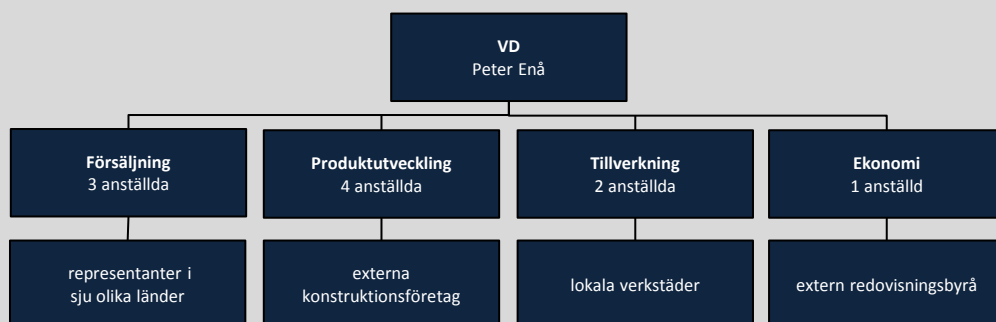 VD
Peter Enå
Försäljning
3 anställda
Produktutveckling
4 anställda
Tillverkning
2 anställda
Ekonomi
1 anställd
representanter i
sju olika länder
externa
konstruktionsföretag
lokala verkstäder
extern redovisningsbyrå